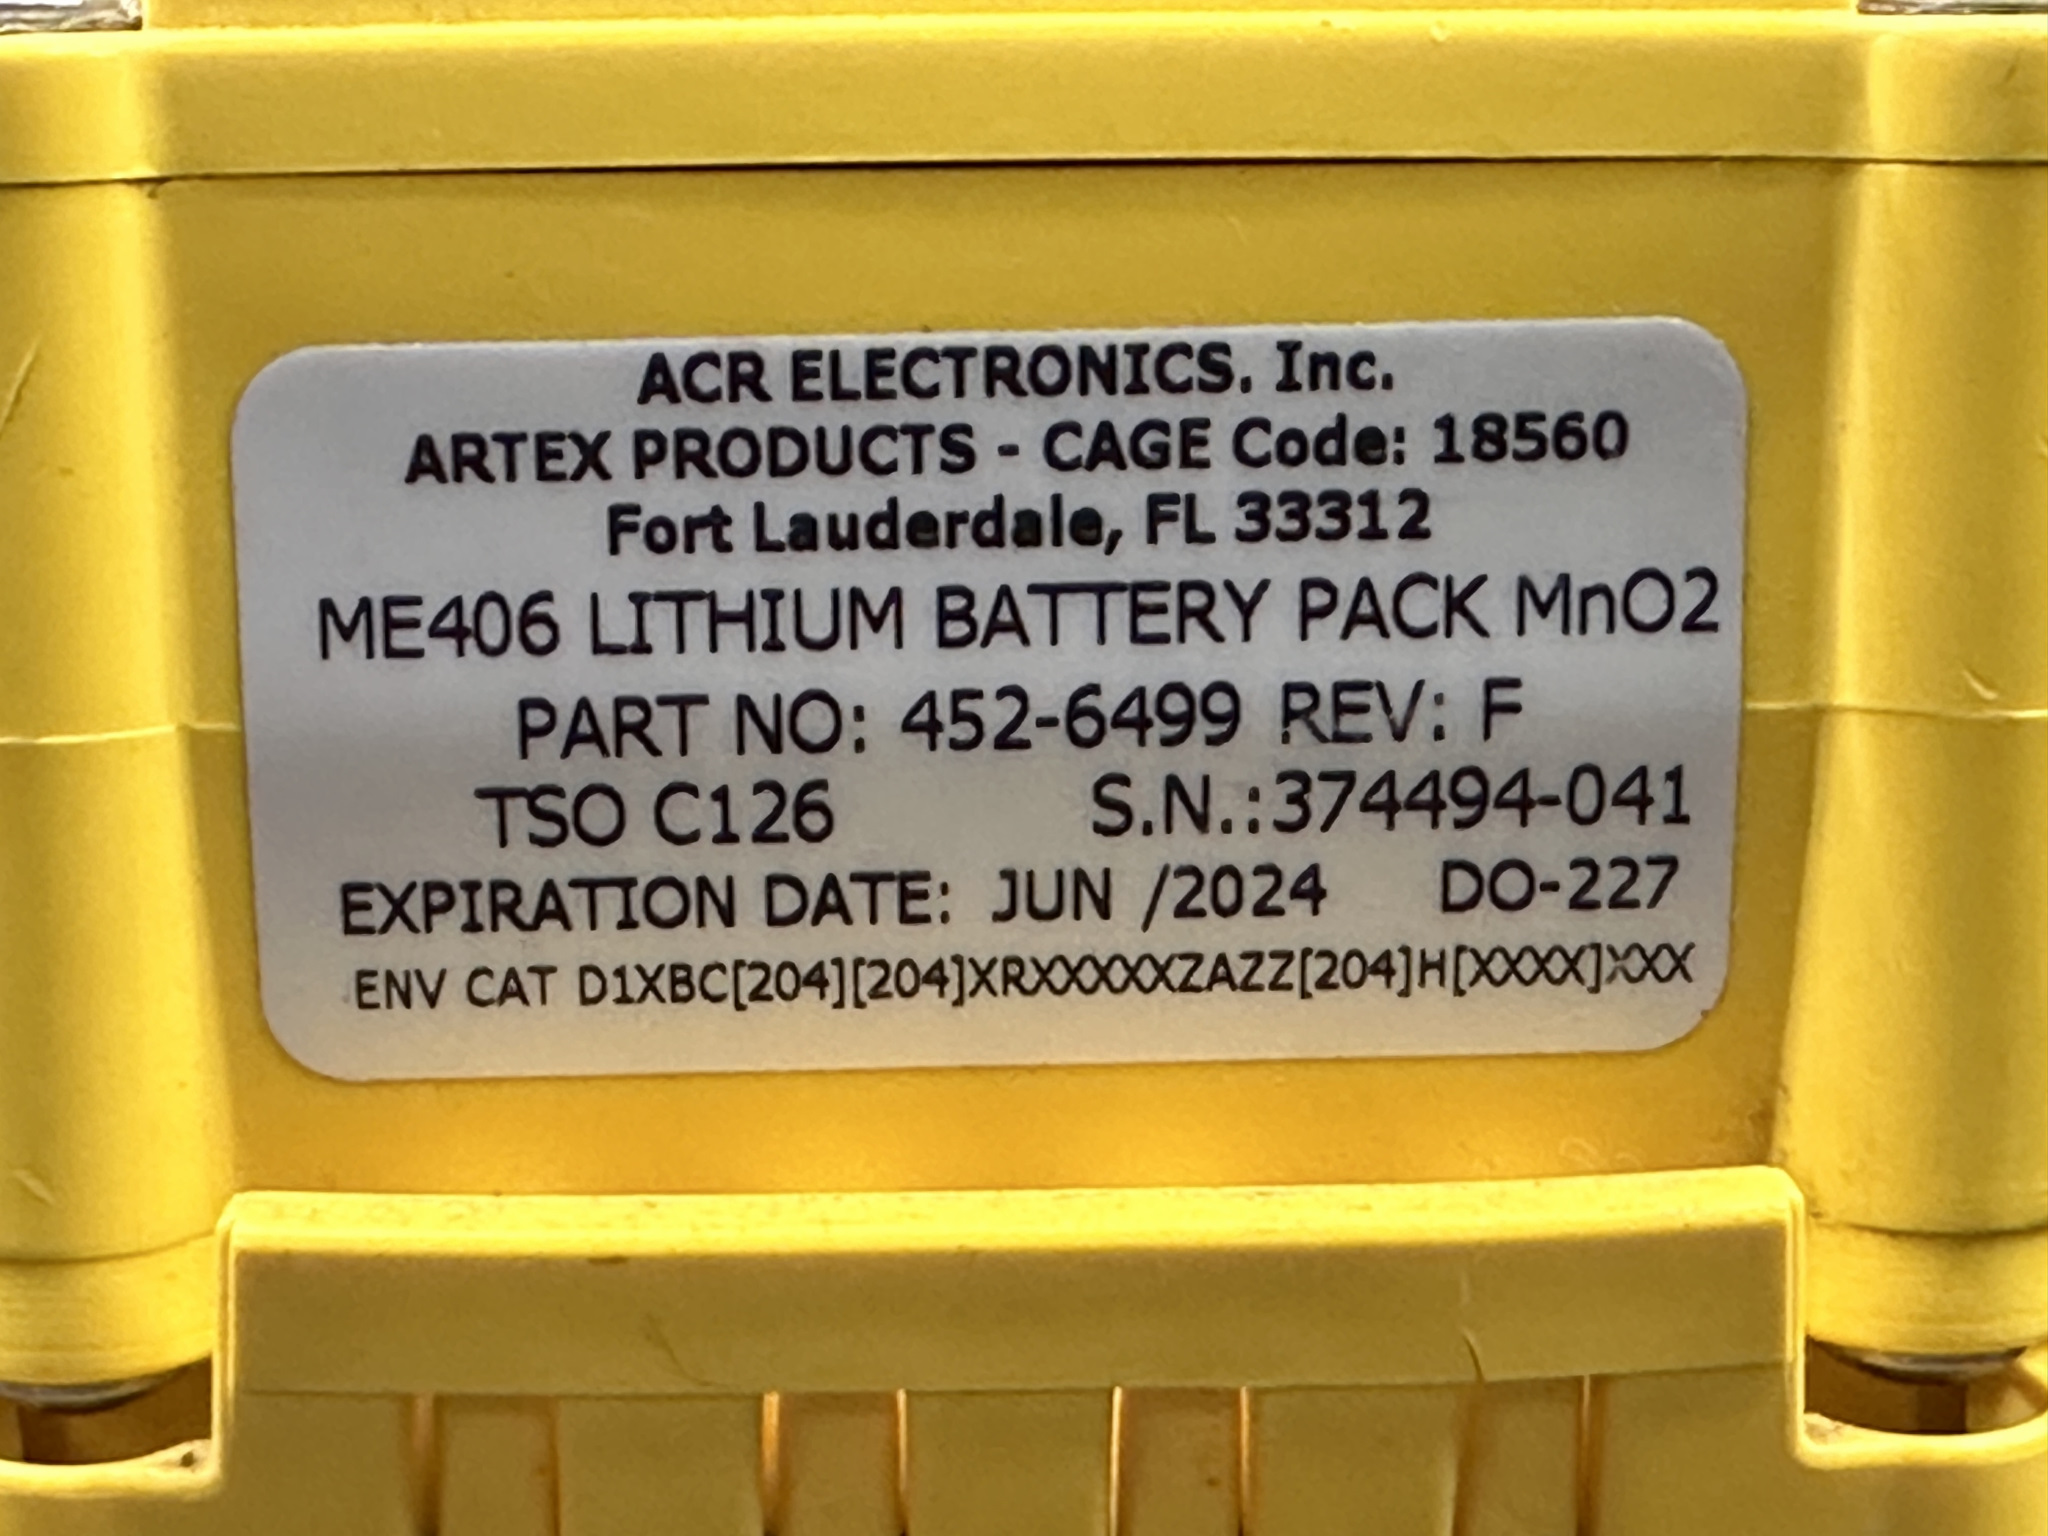 ACR ELECTRONICS. Inc.
ARTEX PRODUCTS - CAGE Code: 18560
Fort Lauderdale, FL 33312
ME406 LITHIUM BATTERY PACK MnO2
PART NO: 452-6499 REV: F
TSO C126 S.N.:374494-041
EXPIRATION DATE: JUN /2024 DO-227
ENV CAT D1XBC[204][204]XRXXXXXZAZZ[204]H[XXXX]XXX